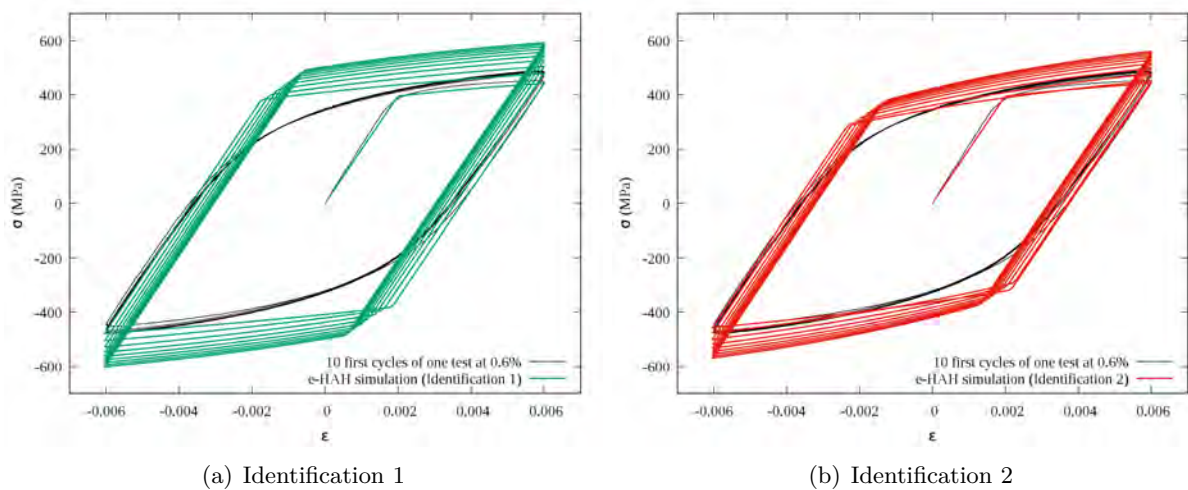 600
400
200
0
-200
-400
-600
σ (MPa)
10 first cycles of one test at 0.6%
e-HAH simulation (Identification 1)
-0.006 -0.004 -0.002 0 0.002 0.004 0.006
ε
(a) Identification 1
600
400
200
0
-200
-400
-600
σ (MPa)
10 first cycles of one test at 0.6%
e-HAH simulation (Identification 2)
-0.006 -0.004 -0.002 0 0.002 0.004 0.006
ε
(b) Identification 2